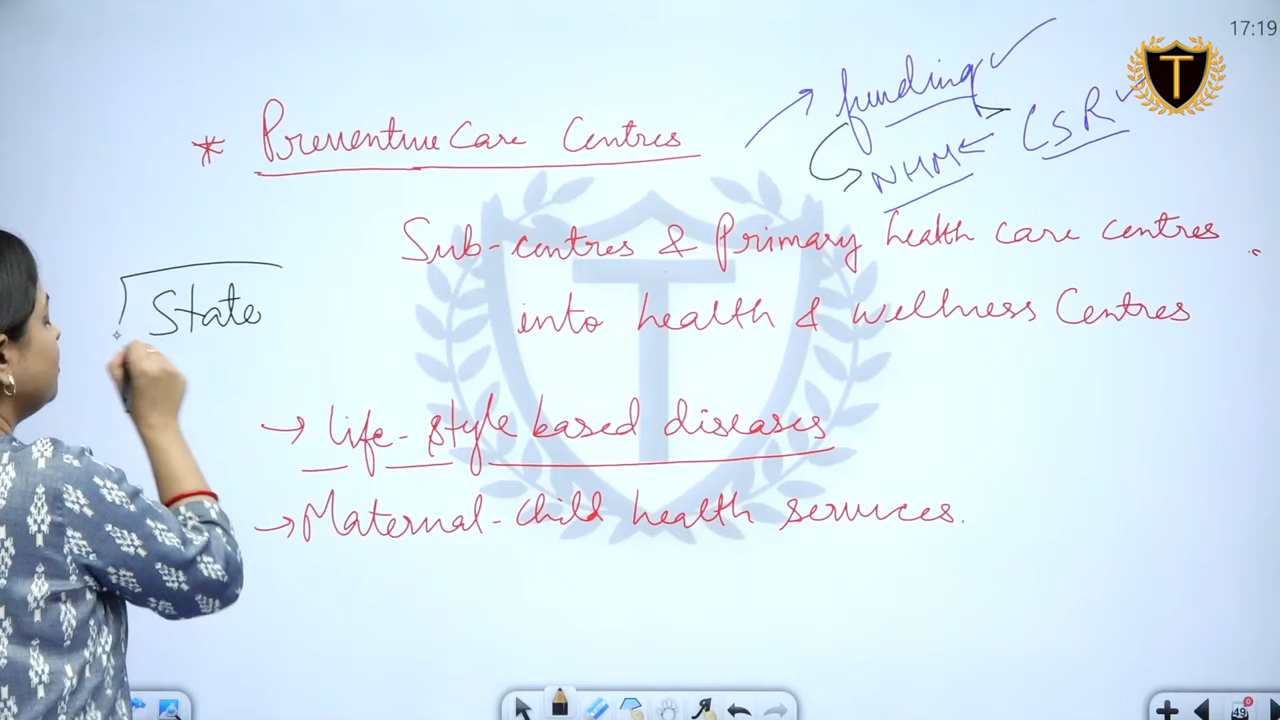 17:19
funding
* Preventive Care Centres
CSR
NHM
Sub-centres & Primary health care centres
State
into health & wellness Centres
→ Life-style based diseases
→ Maternal-child health services.
T
T
49